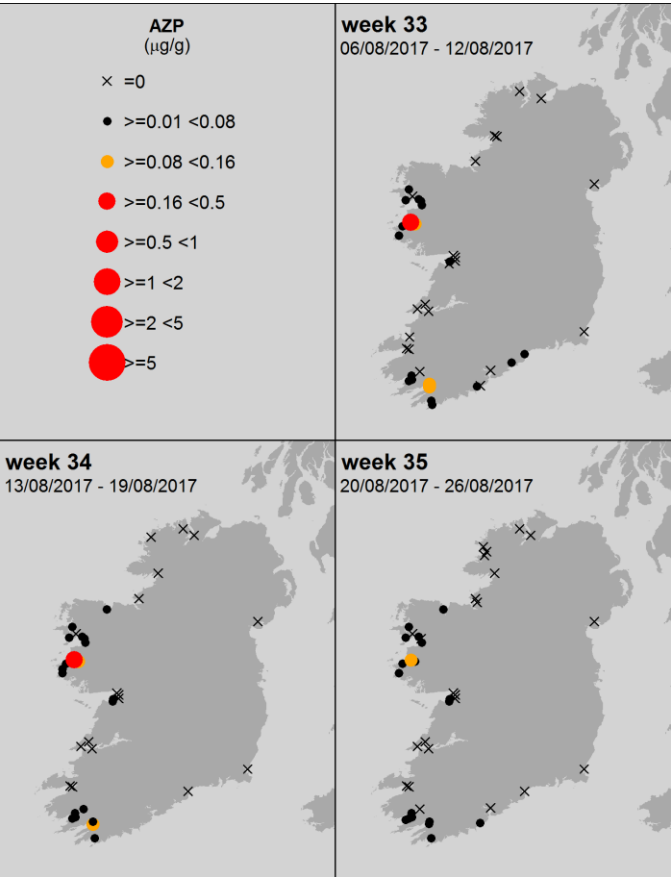 AZP
(µg/g)
=0
>=0.01 <0.08
>=0.08 <0.16
>=0.16 <0.5
>=0.5 <1
>=1 <2
>=2 <5
>=5
week 33
06/08/2017 - 12/08/2017
week 34
13/08/2017 - 19/08/2017
week 35
20/08/2017 - 26/08/2017